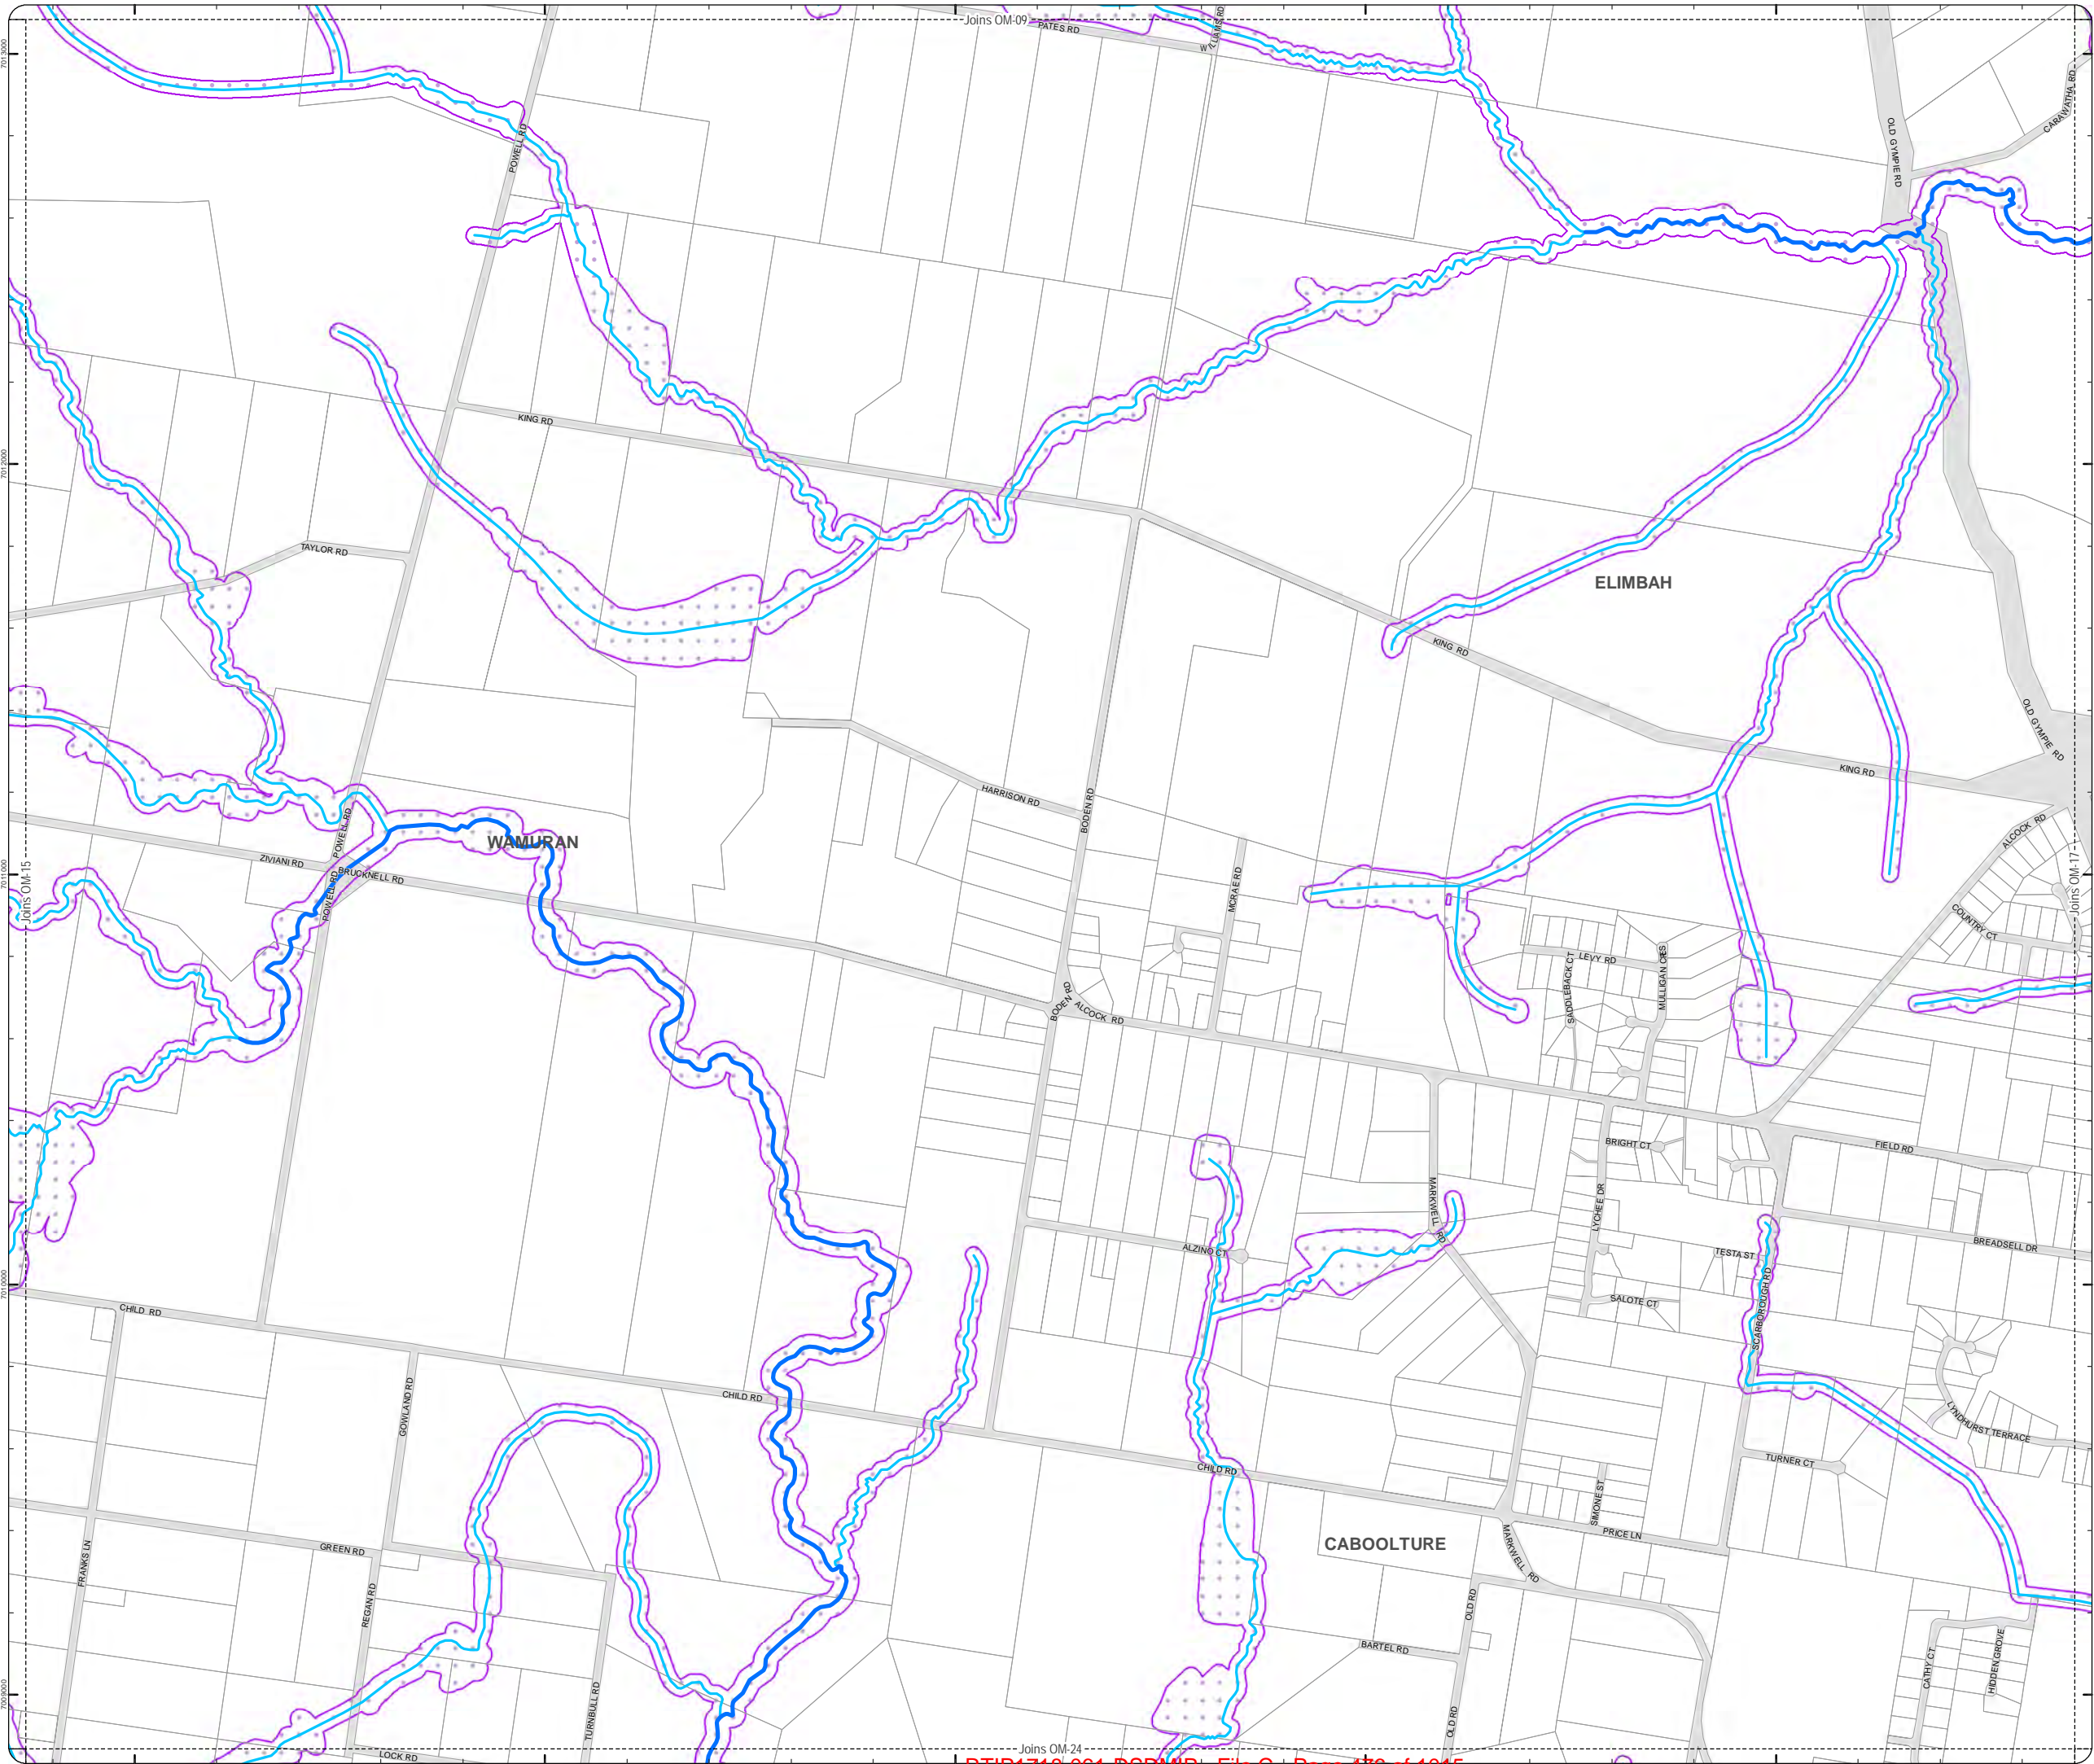 Joins OM-09
PATES RD
7013000
OLD GYMPIE RD
CARAWATHA RD
POWELL RD
KING RD
7012000
TAYLOR RD
ELIMBAH
KING RD
OLD GYMPIE RD
KING RD
HARRISON RD
BODEN RD
POWELL RD
WAMURAN
ZIVIANI RD
BRUCKNELL RD
POWELL RD
ALCOCK RD
7011000
Joins OM-15
Joins OM-17
MCRAE RD
COUNTRY CT
LEVY RD
SADDLEBACK CT
MULLIGAN CRES
BODEN RD
ALCOCK RD
BRIGHT CT
FIELD RD
MARKWELL RD
LYCHEE DR
ALZINO CT
TESTA ST
BREADSELL DR
7010000
CHILD RD
SALOTE CT
SCARBOROUGH RD
GOWLAND RD
CHILD RD
LYNDHURST TERRACE
CHILD RD
TURNER CT
SIMONE ST
PRICE LN
CABOOLTURE
MARKWELL RD
FRANKS LN
GREEN RD
REGAN RD
OLD RD
BARTEL RD
CATHY CT
HIDDEN GROVE
7009000
TURNBULL RD
OLD RD
LOCK RD
Joins OM-24